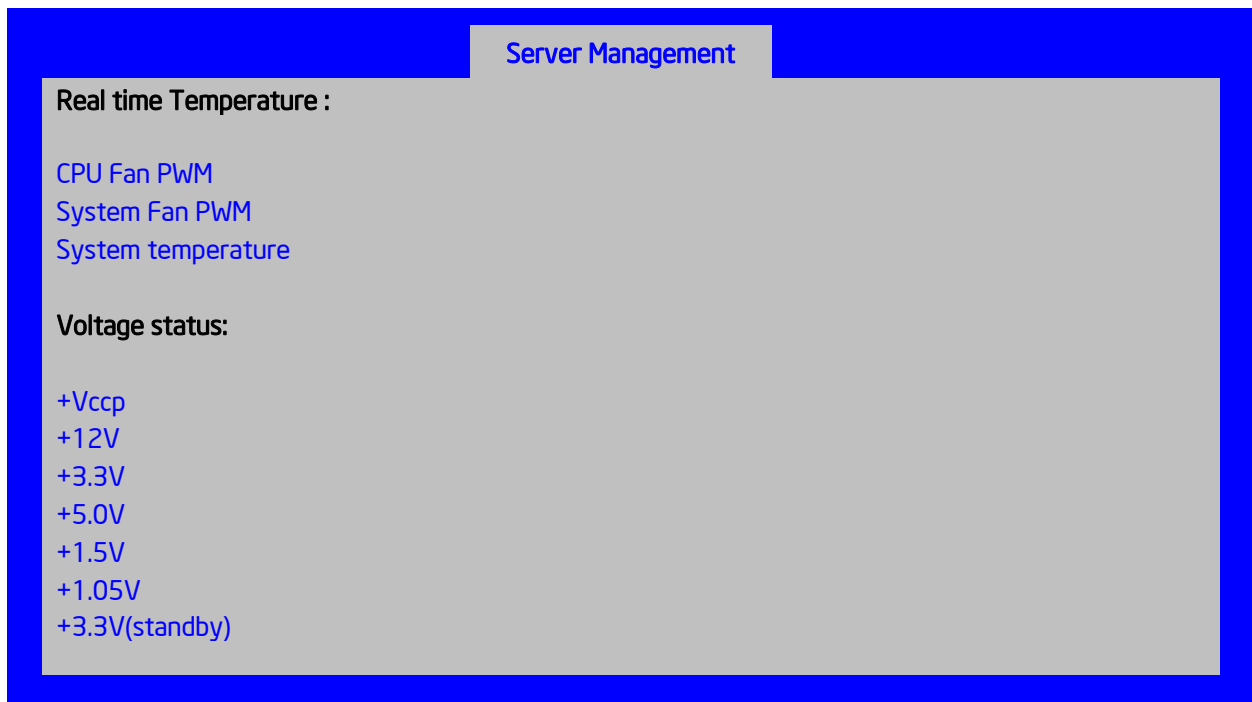 Server Management
Real time Temperature :
CPU Fan PWM
System Fan PWM
System temperature
Voltage status:
+Vccp
+12V
+3.3V
+5.0V
+1.5V
+1.05V
+3.3V(standby)